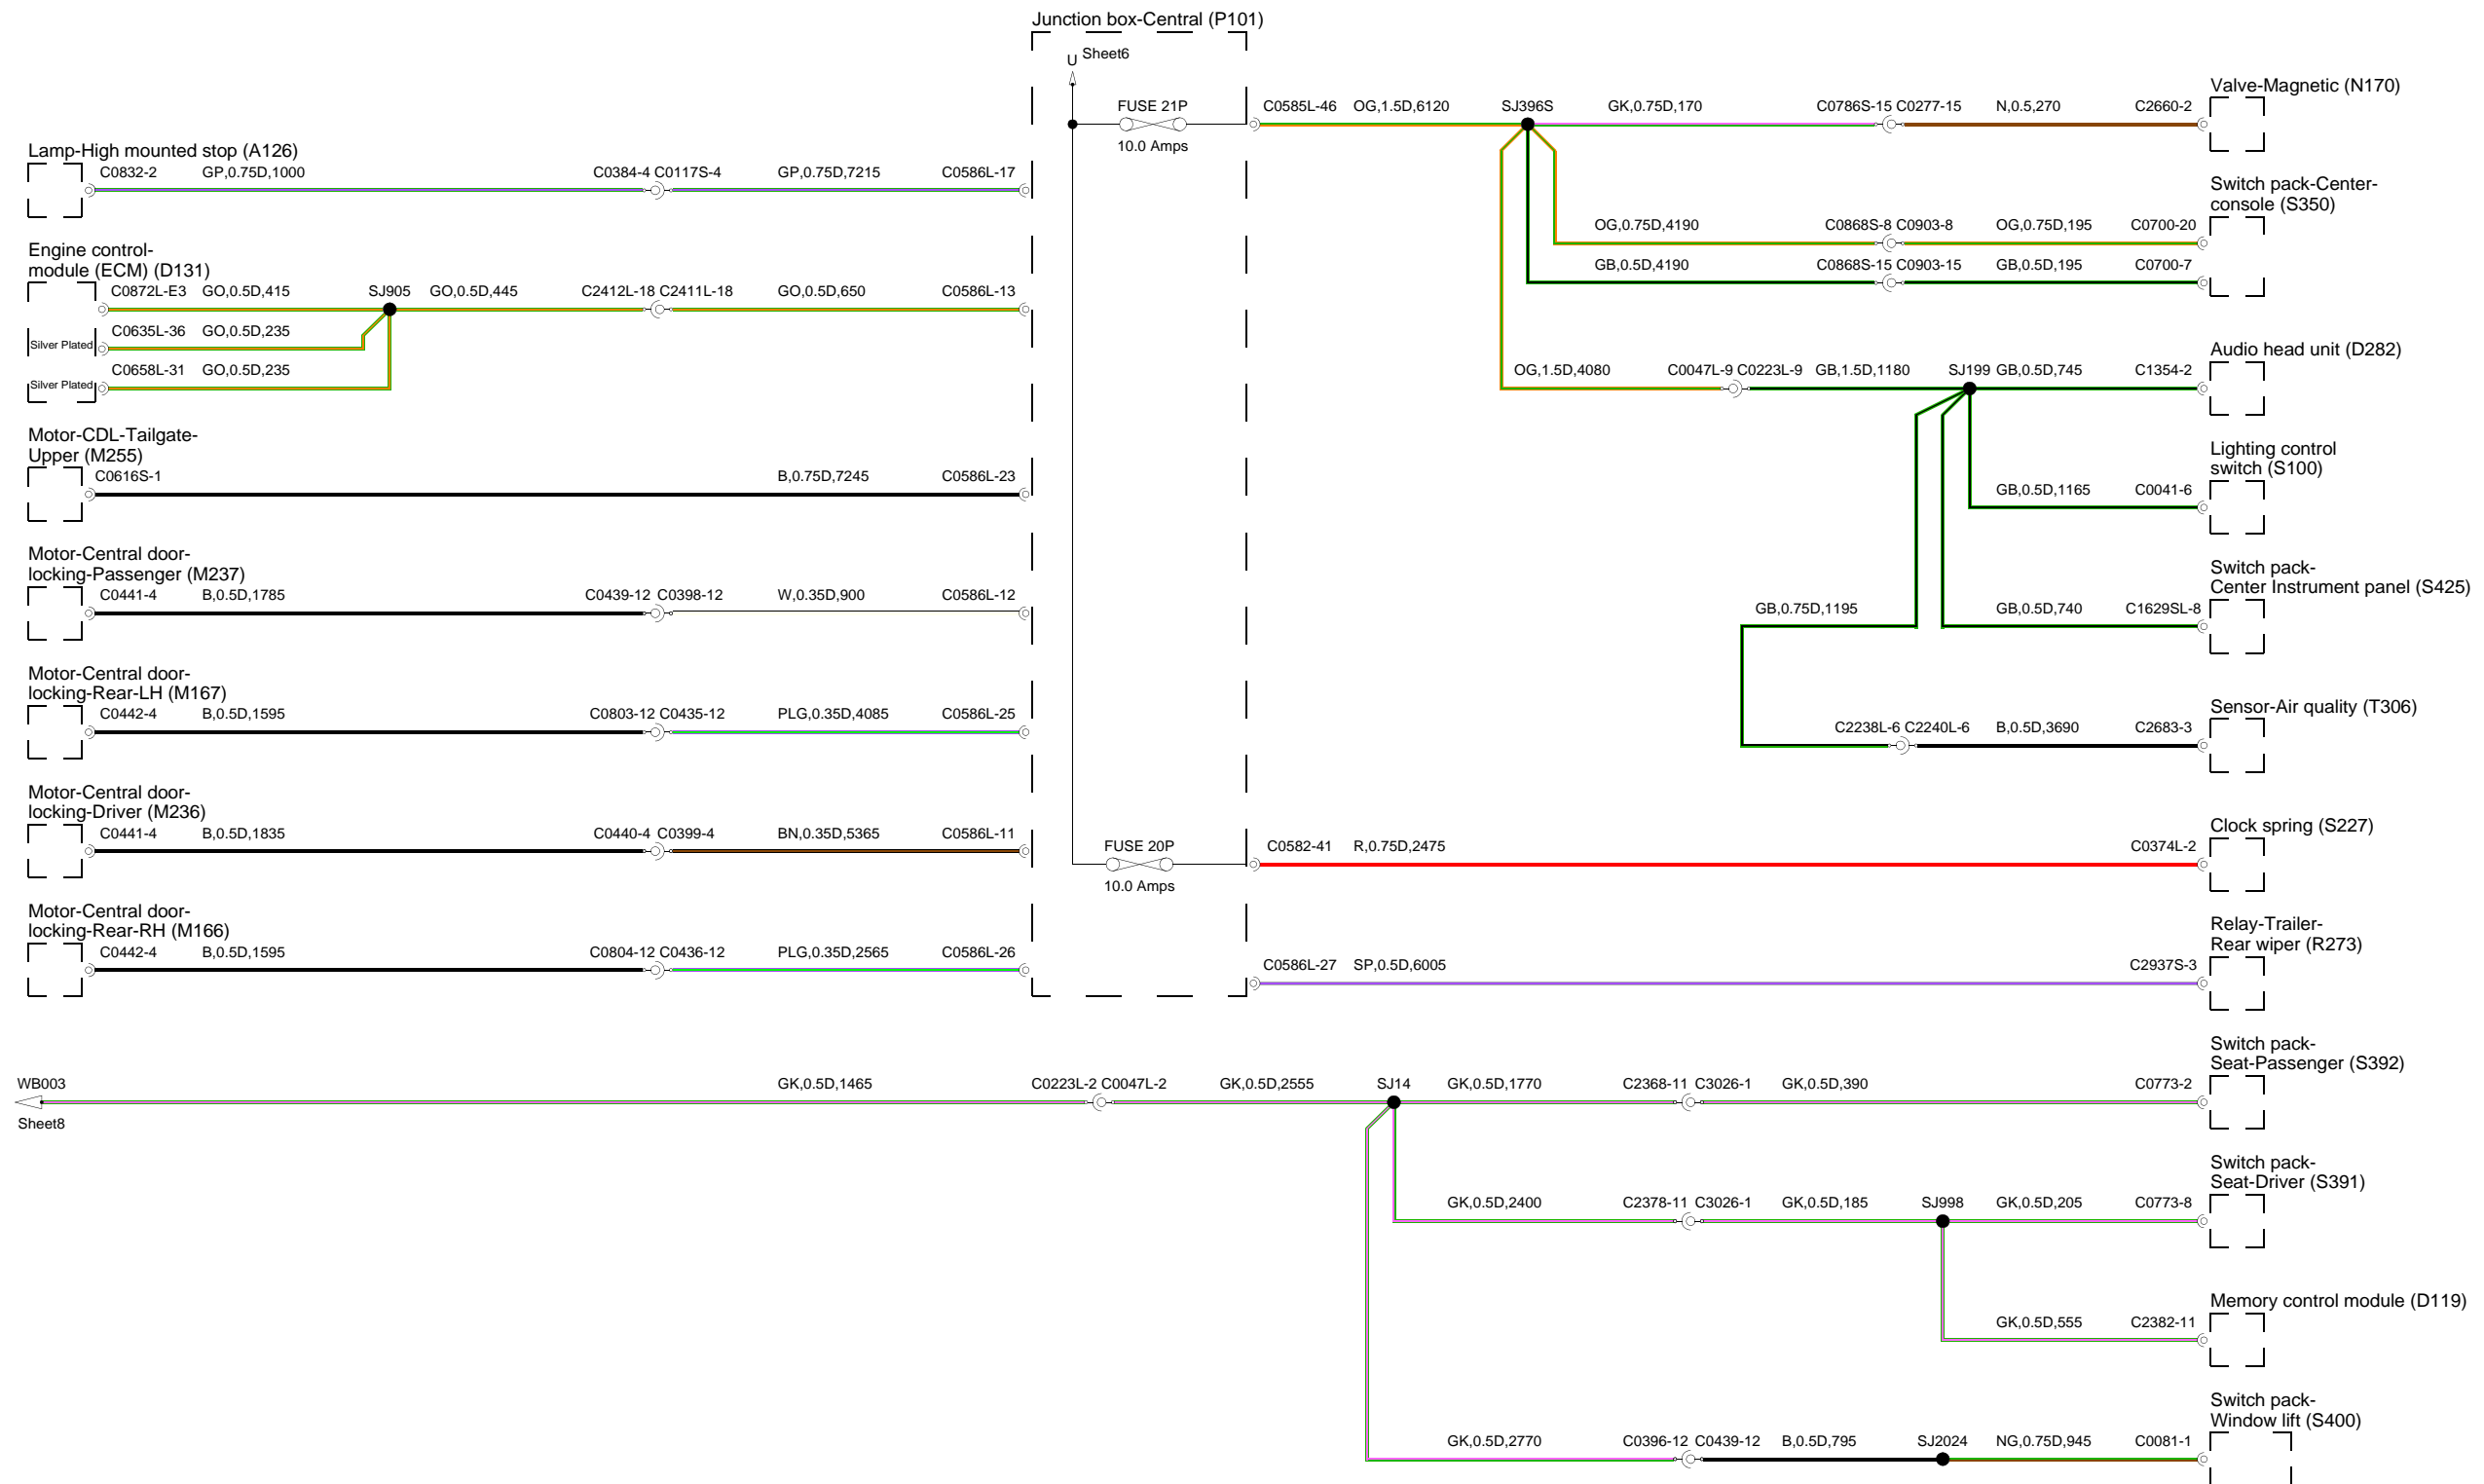 Junction box-Central (P101)
U Sheet6
FUSE 21P
10.0 Amps
FUSE 20P
10.0 Amps
Lamp-High mounted stop (A126)
C0832-2 GP,0.75D,1000 C0384-4 C0117S-4 GP,0.75D,7215 C0586L-17
Engine control-
module (ECM) (D131)
C0872L-E3 GO,0.5D,415 SJ905 GO,0.5D,445 C2412L-18 C2411L-18 GO,0.5D,650 C0586L-13
Silver Plated C0635L-36 GO,0.5D,235
Silver Plated C0658L-31 GO,0.5D,235
Motor-CDL-Tailgate-
Upper (M255)
C0616S-1 B,0.75D,7245 C0586L-23
Motor-Central door-
locking-Passenger (M237)
C0441-4 B,0.5D,1785 C0439-12 C0398-12 W,0.35D,900 C0586L-12
Motor-Central door-
locking-Rear-LH (M167)
C0442-4 B,0.5D,1595 C0803-12 C0435-12 PLG,0.35D,4085 C0586L-25
Motor-Central door-
locking-Driver (M236)
C0441-4 B,0.5D,1835 C0440-4 C0399-4 BN,0.35D,5365 C0586L-11
Motor-Central door-
locking-Rear-RH (M166)
C0442-4 B,0.5D,1595 C0804-12 C0436-12 PLG,0.35D,2565 C0586L-26
Valve-Magnetic (N170)
C0585L-46 OG,1.5D,6120 SJ396S GK,0.75D,170 C0786S-15 C0277-15 N,0.5,270 C2660-2
Switch pack-Center-
console (S350)
OG,0.75D,4190 C0868S-8 C0903-8 OG,0.75D,195 C0700-20
GB,0.5D,4190 C0868S-15 C0903-15 GB,0.5D,195 C0700-7
Audio head unit (D282)
OG,1.5D,4080 C0047L-9 C0223L-9 GB,1.5D,1180 SJ199 GB,0.5D,745 C1354-2
Lighting control
switch (S100)
GB,0.5D,1165 C0041-6
Switch pack-
Center Instrument panel (S425)
GB,0.75D,1195 GB,0.5D,740 C1629SL-8
Sensor-Air quality (T306)
C2238L-6 C2240L-6 B,0.5D,3690 C2683-3
Clock spring (S227)
C0582-41 R,0.75D,2475 C0374L-2
Relay-Trailer-
Rear wiper (R273)
C0586L-27 SP,0.5D,6005 C2937S-3
Switch pack-
Seat-Passenger (S392)
WB003 GK,0.5D,1465 C0223L-2 C0047L-2 GK,0.5D,2555 SJ14 GK,0.5D,1770 C2368-11 C3026-1 GK,0.5D,390 C0773-2
Sheet8
Switch pack-
Seat-Driver (S391)
GK,0.5D,2400 C2378-11 C3026-1 GK,0.5D,185 SJ998 GK,0.5D,205 C0773-8
Memory control module (D119)
GK,0.5D,555 C2382-11
Switch pack-
Window lift (S400)
GK,0.5D,2770 C0396-12 C0439-12 B,0.5D,795 SJ2024 NG,0.75D,945 C0081-1